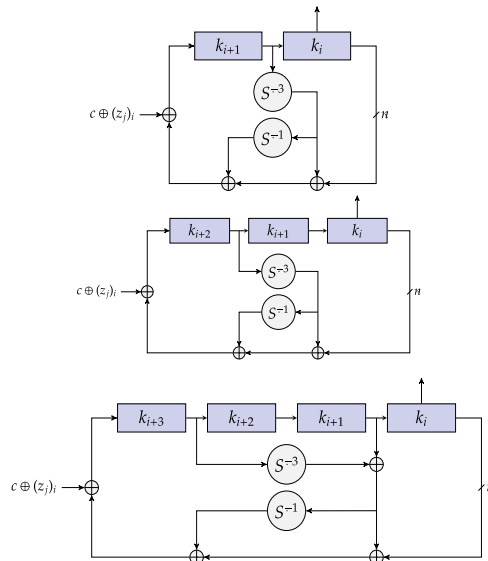 k_{i+1} k_i
S^{-3}
c ⊕ (z_j)_i n
S^{-1}
k_{i+2} k_{i+1} k_i
S^{-3}
c ⊕ (z_j)_i n
S^{-1}
k_{i+3} k_{i+2} k_{i+1} k_i
S^{-3}
c ⊕ (z_j)_i
S^{-1}